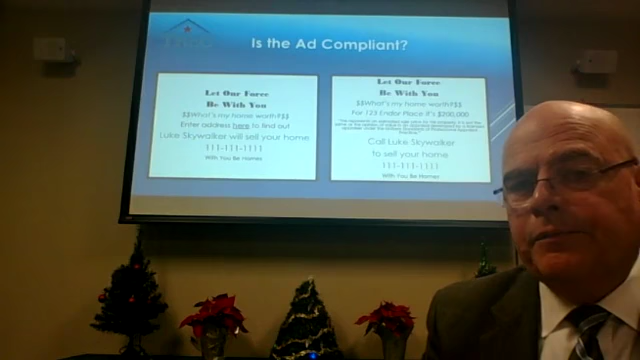 TREC
Is the Ad Compliant?
Let Our Force
Be With You
$$What's my home worth?$$
Enter address here to find out
Luke Skywalker will sell your home
111-111-1111
With You Be Homes
Let Our Force
Be With You
$$What's my home worth?$$
For 123 Endor Place it's $200,000
Call Luke Skywalker
to sell your home
111-111-1111
With You Be Homes